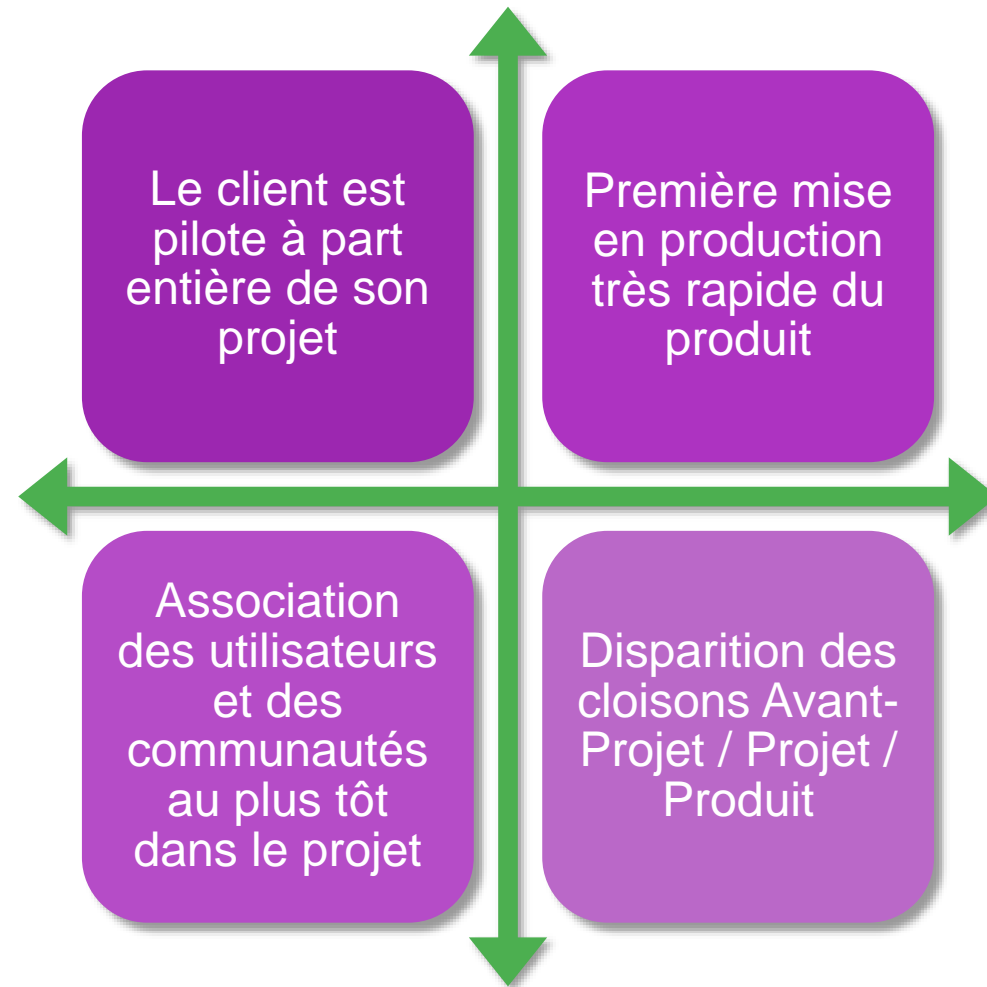 Le client est
pilote à part
entière de son
projet
Première mise
en production
très rapide du
produit
Association
des utilisateurs
et des
communautés
au plus tôt
dans le projet
Disparition des
cloisons Avant-
Projet / Projet /
Produit